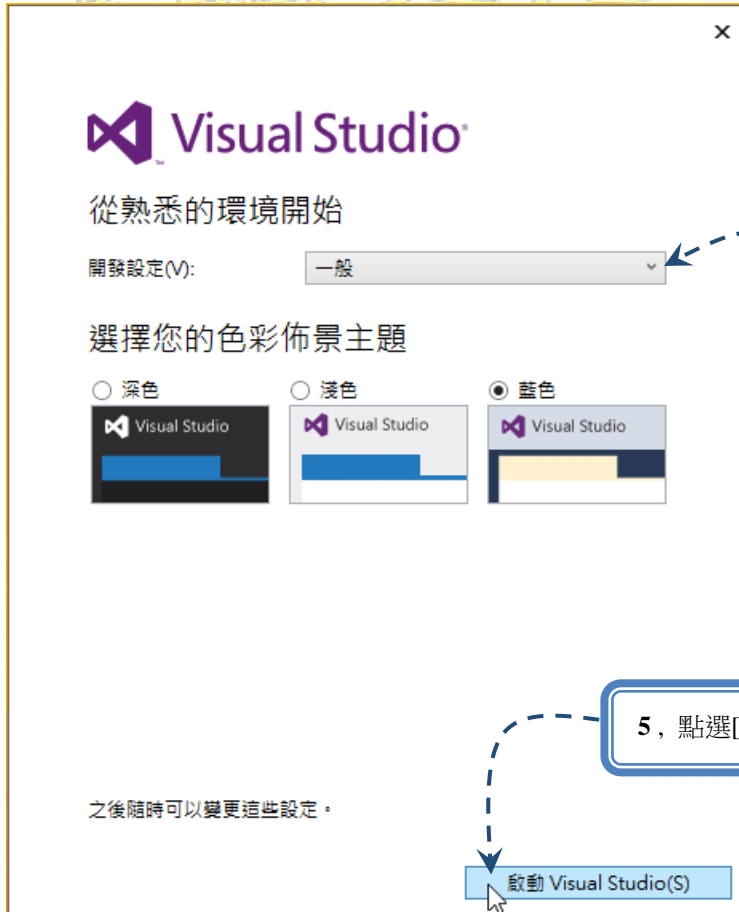 Visual Studio
從熟悉的環境開始
開發設定(V):
一般
選擇您的色彩佈景主題
深色
淺色
藍色
Visual Studio
Visual Studio
Visual Studio
5 , 點選[
之後隨時可以變更這些設定。
啟動 Visual Studio(S)